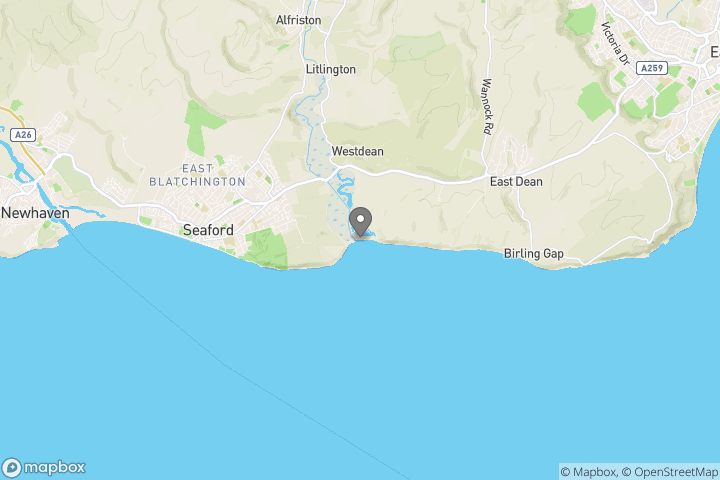 Alfriston
Litlington
Victoria Dr
A259
Ea
Wannock Rd
A26
Westdean
EAST
BLATCHINGTON
East Dean
Newhaven
Seaford
Birling Gap
mapbox
© Mapbox, © OpenStreetMap